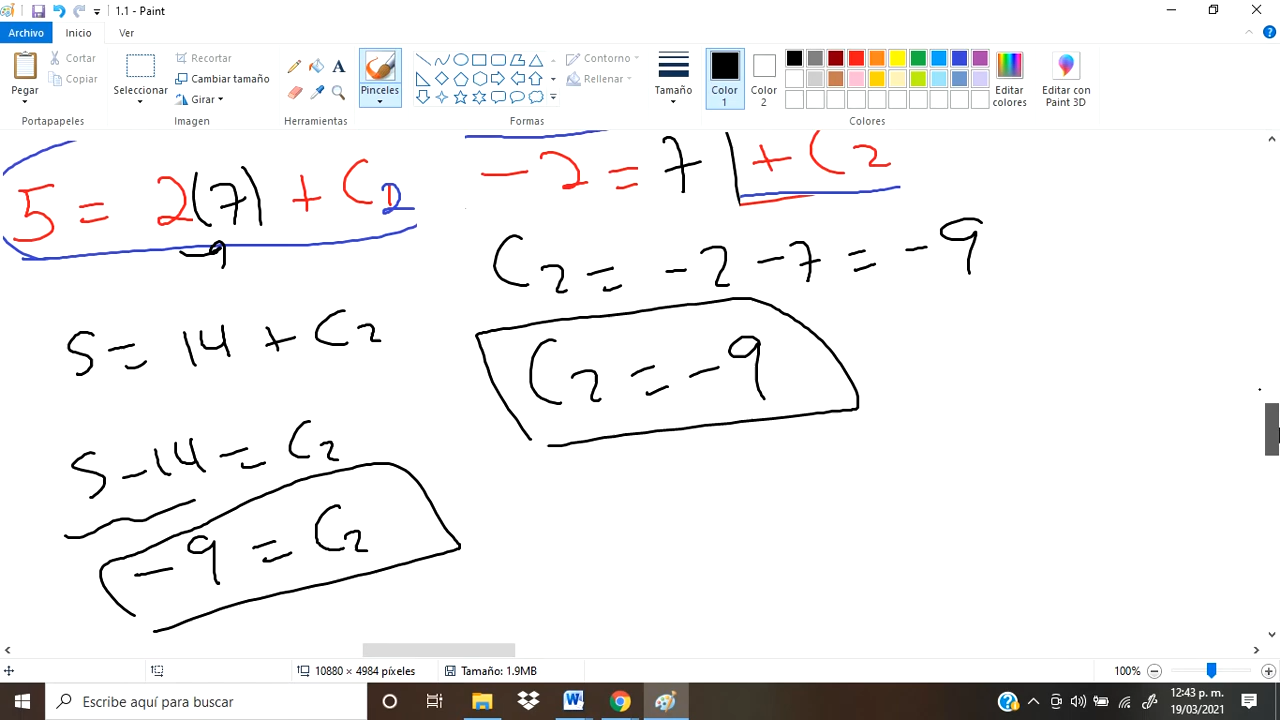 1.1 - Paint
Archivo Inicio Ver
Pegar
Cortar
Copiar
Portapapeles
Seleccionar
Recortar
Cambiar tamaño
Girar
Imagen
Pinceles
Herramientas
Contorno
Rellenar
Formas
Tamaño
Color 1
Color 2
Editar colores
Editar con Paint 3D
Colores
5 = 2(7) + C2
-9
5 = 14 + C2
5 - 14 = C2
-9 = C2
-2 = 7 + C2
C2 = -2 - 7 = -9
C2 = -9
10880 × 4984 píxeles
Tamaño: 1.9MB
100%
Escribe aquí para buscar
12:43 p. m.
19/03/2021